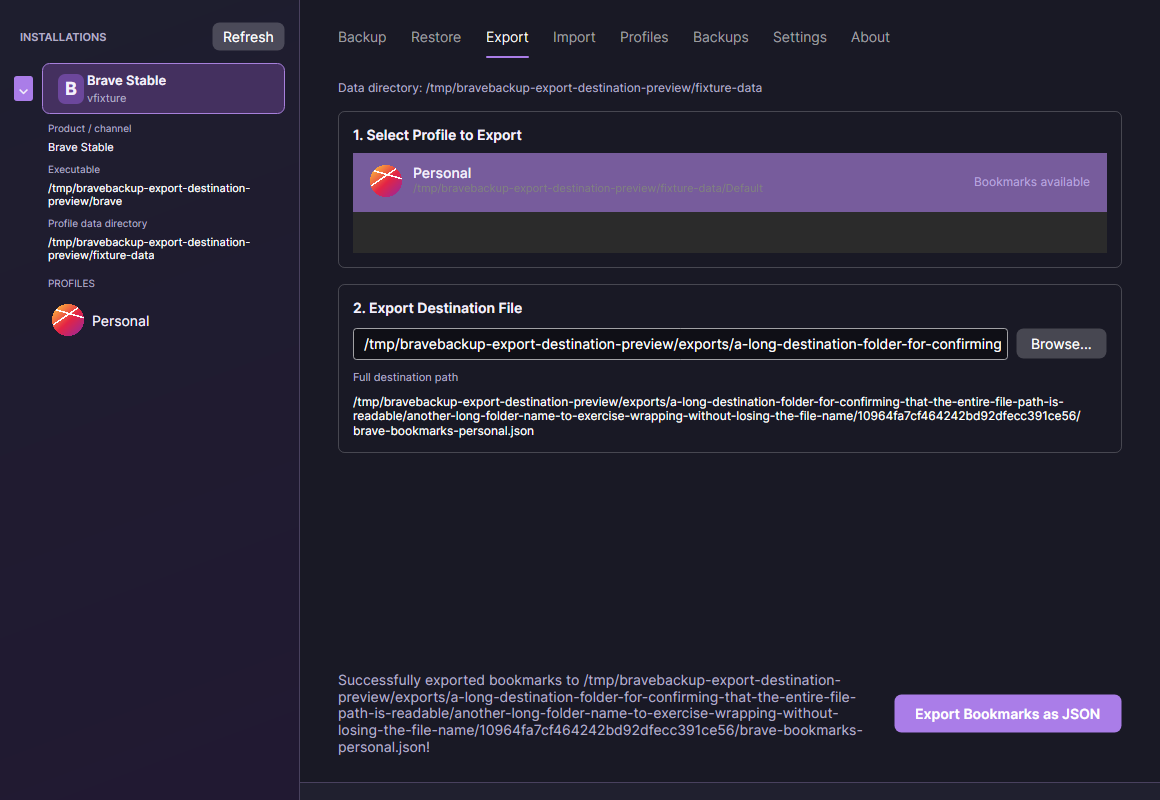 INSTALLATIONS
Refresh
B
Brave Stable
vfixture
Product / channel
Brave Stable
Executable
/tmp/bravebackup-export-destination-
preview/brave
Profile data directory
/tmp/bravebackup-export-destination-
preview/fixture-data
PROFILES
Personal
Backup Restore Export Import Profiles Backups Settings About
Data directory: /tmp/bravebackup-export-destination-preview/fixture-data
1. Select Profile to Export
Personal
/tmp/bravebackup-export-destination-preview/fixture-data/Default
Bookmarks available
2. Export Destination File
/tmp/bravebackup-export-destination-preview/exports/a-long-destination-folder-for-confirming
Browse...
Full destination path
/tmp/bravebackup-export-destination-preview/exports/a-long-destination-folder-for-confirming-that-the-entire-file-path-is-
readable/another-long-folder-name-to-exercise-wrapping-without-losing-the-file-name/10964fa7cf464242bd92dfecc391ce56/
brave-bookmarks-personal.json
Successfully exported bookmarks to /tmp/bravebackup-export-destination-
preview/exports/a-long-destination-folder-for-confirming-that-the-entire-file-
path-is-readable/another-long-folder-name-to-exercise-wrapping-without-
losing-the-file-name/10964fa7cf464242bd92dfecc391ce56/brave-bookmarks-
personal.json!
Export Bookmarks as JSON